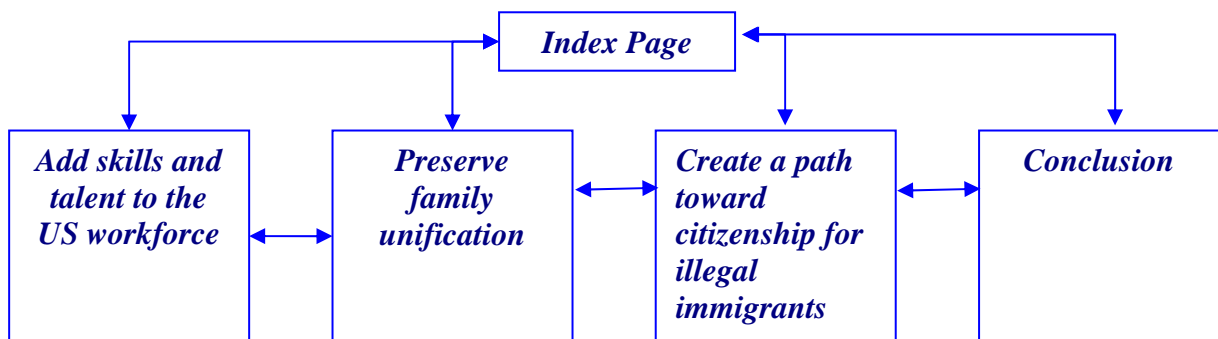 Index Page
Add skills and
talent to the
US workforce
Preserve
family
unification
Create a path
toward
citizenship for
illegal
immigrants
Conclusion